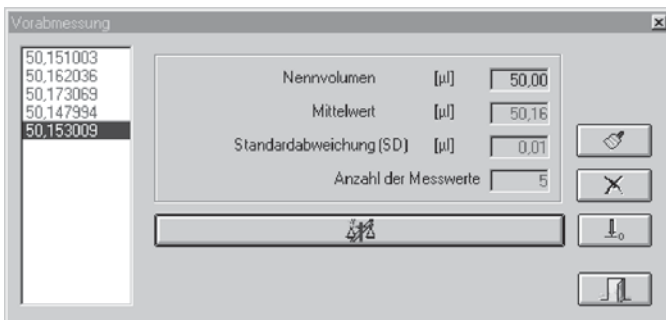 Vorabmessung
50,151003
50,162036
50,173069
50,147994
50,153009
Nennvolumen [µl] 50,00
Mittelwert [µl] 50,16
Standardabweichung (SD) [µl] 0,01
Anzahl der Messwerte 5